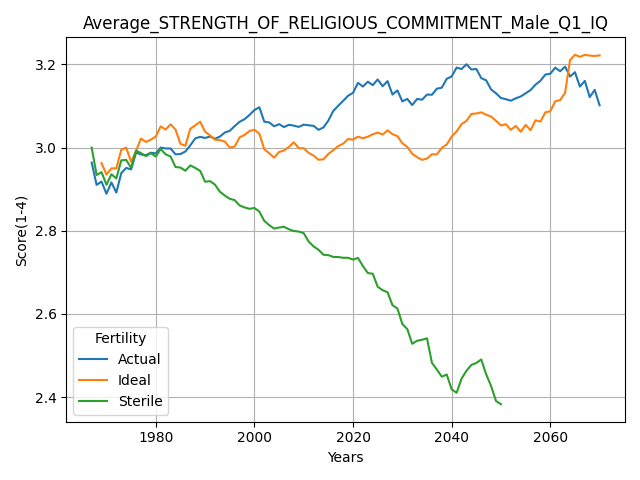 Average_STRENGTH_OF_RELIGIOUS_COMMITMENT_Male_Q1_IQ
Score(1-4)
3.2
3.0
2.8
2.6
2.4
Fertility
Actual
Ideal
Sterile
1980 2000 2020 2040 2060
Years